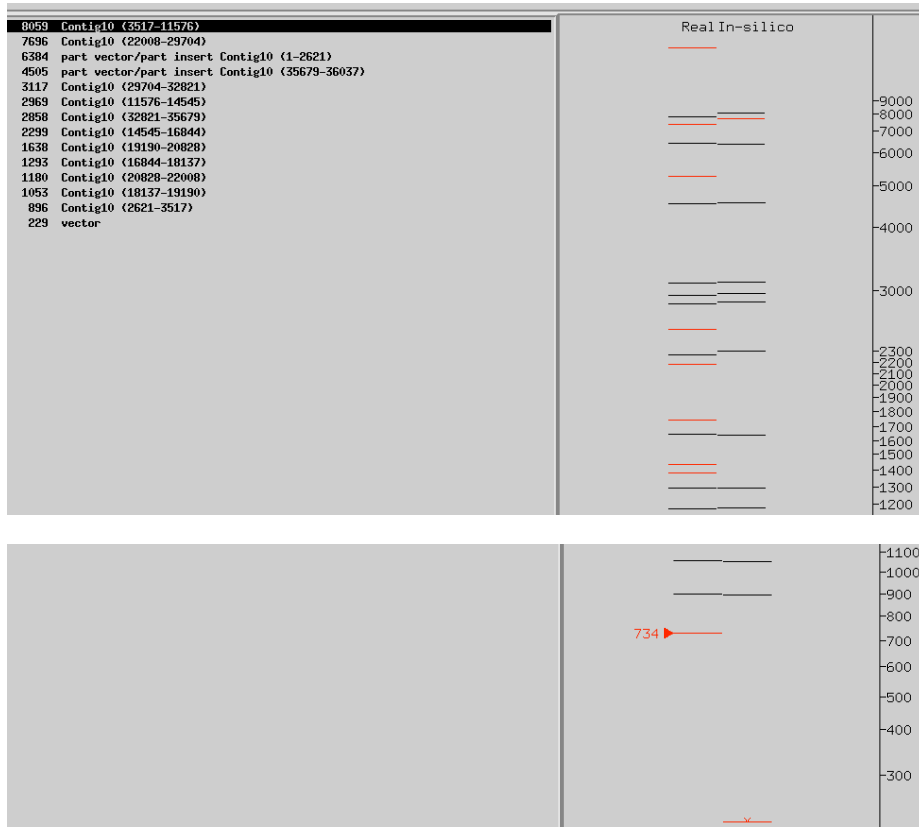 8059 Contig10 (3517-11576)
7696 Contig10 (22008-29704)
6384 part vector/part insert Contig10 (1-2621)
4505 part vector/part insert Contig10 (35679-36037)
3117 Contig10 (29704-32821)
2969 Contig10 (11576-14545)
2858 Contig10 (32821-35679)
2299 Contig10 (14545-16844)
1638 Contig10 (19190-20828)
1293 Contig10 (16844-18137)
1180 Contig10 (20828-22008)
1053 Contig10 (18137-19190)
896 Contig10 (2621-3517)
229 vector
Real In-silico
9000
8000
7000
6000
5000
4000
3000
2300
2200
2100
2000
1900
1800
1700
1600
1500
1400
1300
1200
1100
1000
900
800
734
700
600
500
400
300